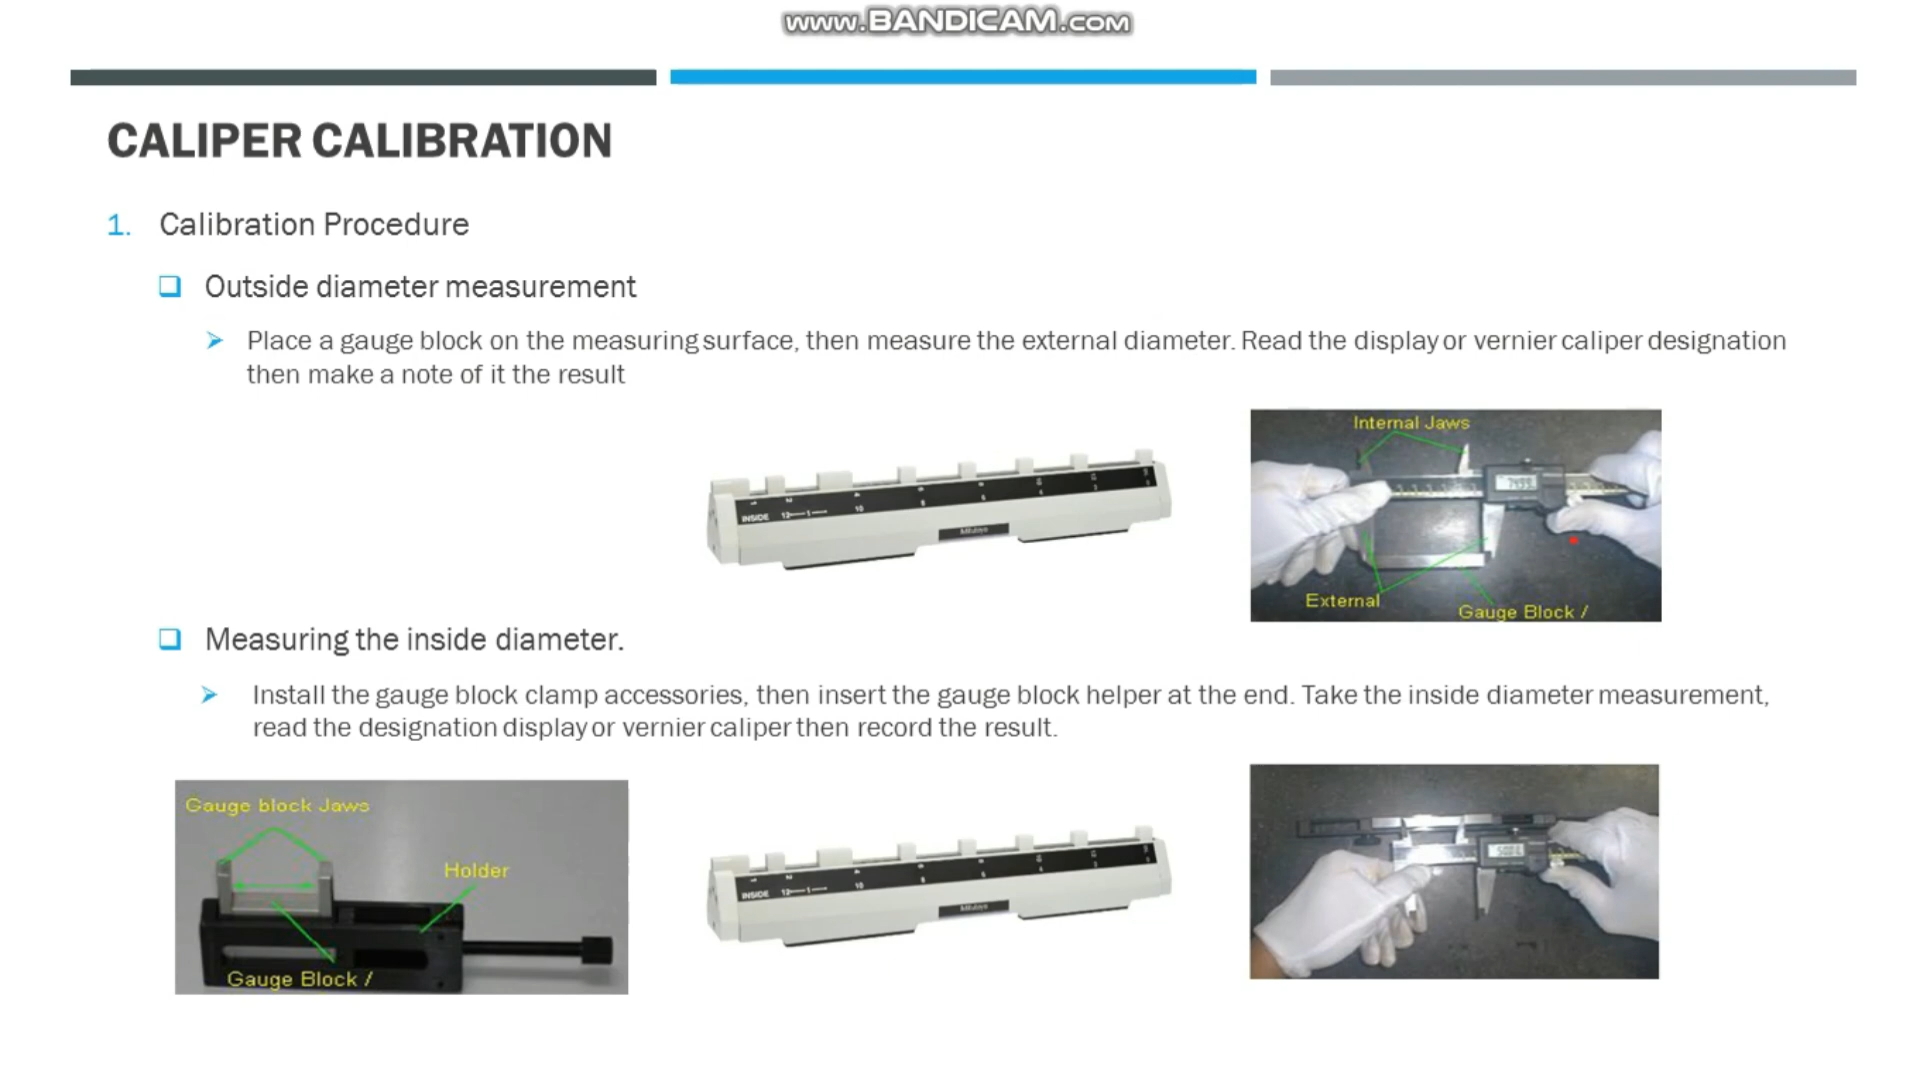 www.BANDICAM.com
CALIPER CALIBRATION
1. Calibration Procedure
Outside diameter measurement
Place a gauge block on the measuring surface, then measure the external diameter. Read the display or vernier caliper designation
then make a note of it the result
Internal Jaws
INSIDE
Mitutoyo
External
Gauge Block /
Measuring the inside diameter.
Install the gauge block clamp accessories, then insert the gauge block helper at the end. Take the inside diameter measurement,
read the designation display or vernier caliper then record the result.
Gauge block Jaws
Holder
Gauge Block /
INSIDE
Mitutoyo